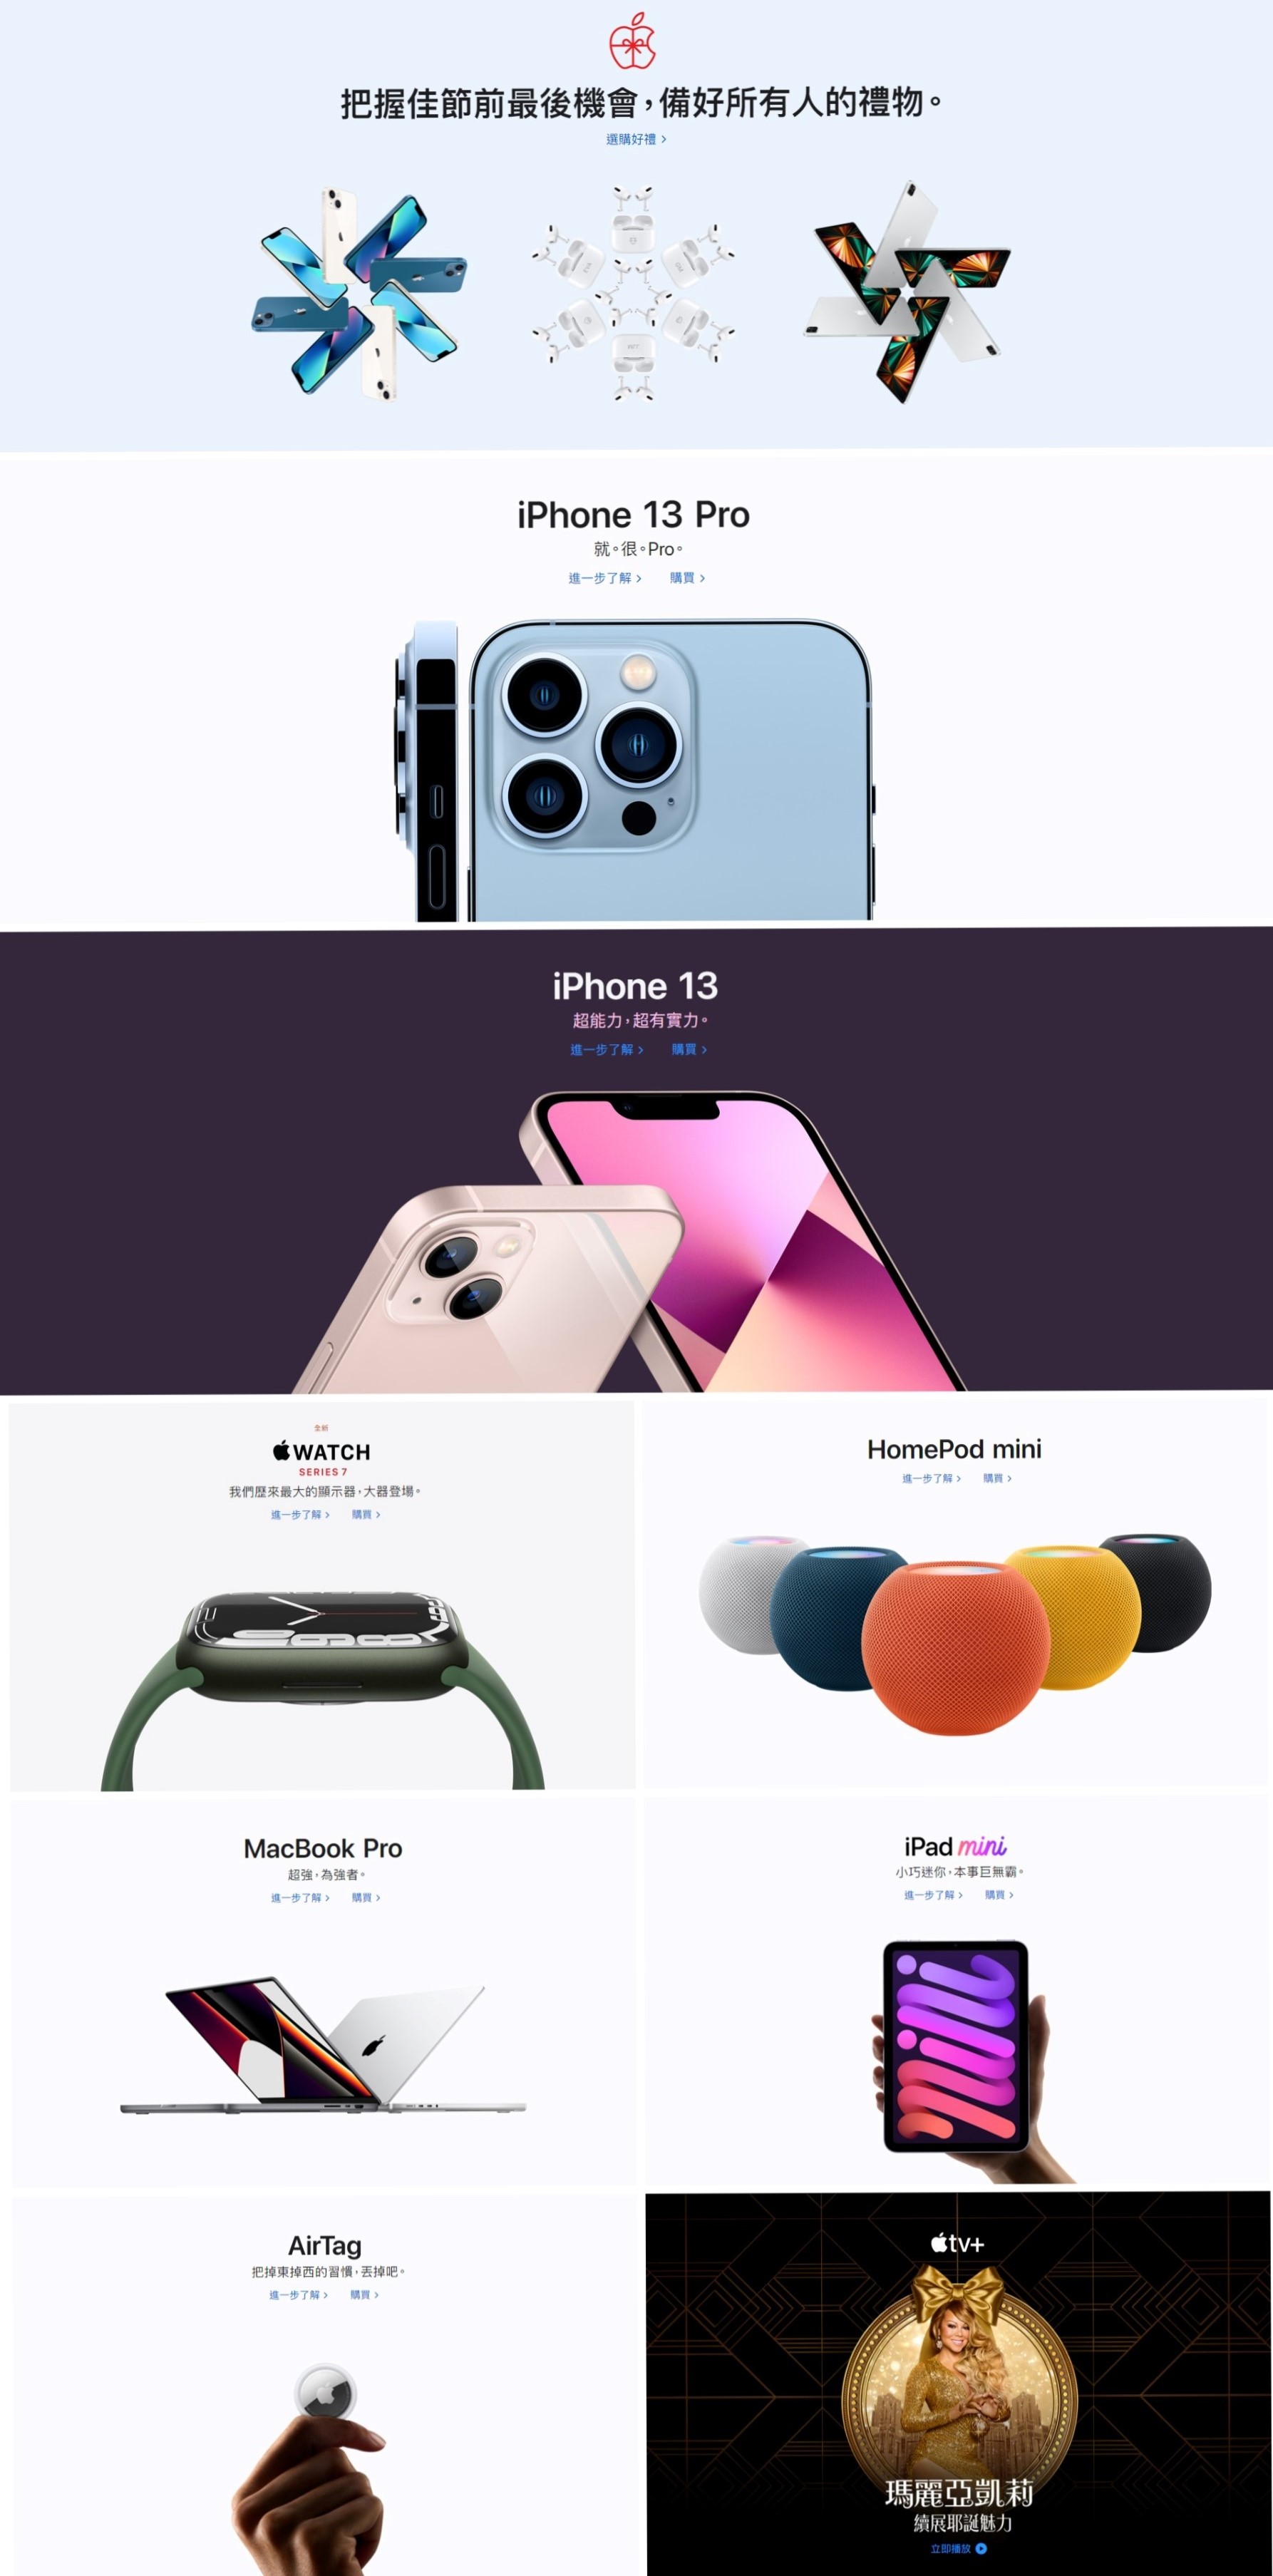 把握佳節前最後機會，備好所有人的禮物。
選購好禮 >
iPhone 13 Pro
就。很。Pro。
進一步了解 > 購買 >
iPhone 13
超能力，超有實力。
進一步了解 > 購買 >
全新
WATCH
SERIES 7
我們歷來最大的顯示器，大器登場。
進一步了解 > 購買 >
HomePod mini
進一步了解 > 購買 >
MacBook Pro
超強，為強者。
進一步了解 > 購買 >
iPad mini
小巧迷你，本事巨無霸。
進一步了解 > 購買 >
AirTag
把掉東掉西的習慣，丟掉吧。
進一步了解 > 購買 >
tv+
瑪麗亞凱莉
續展耶誕魅力
立即播放